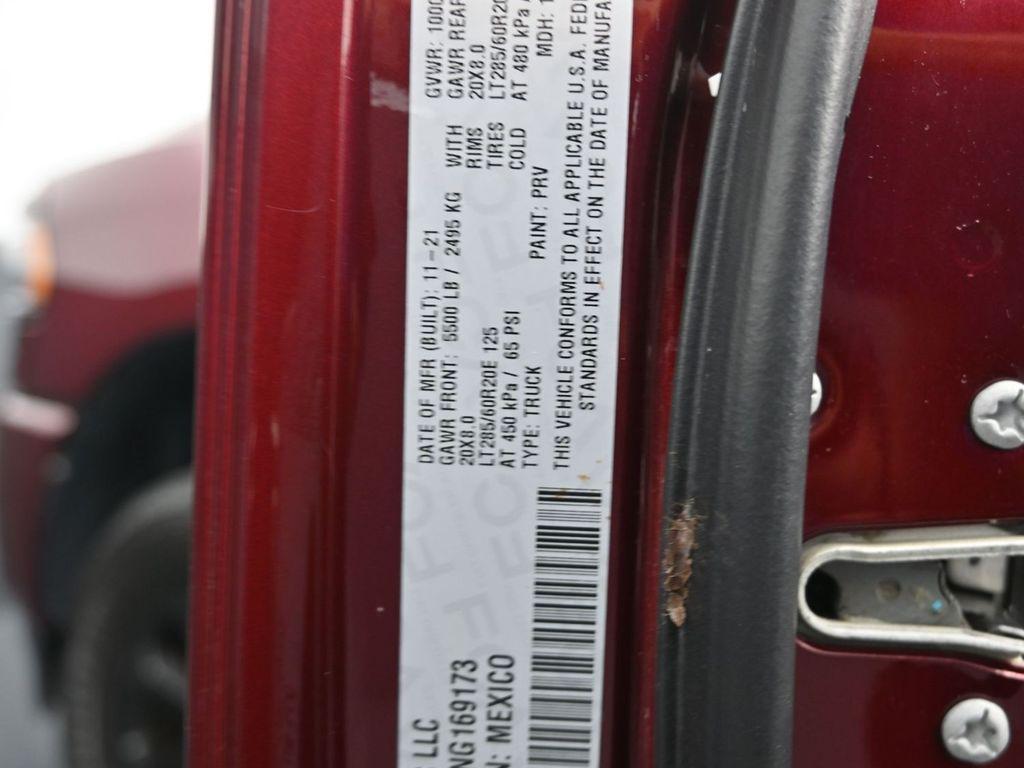 LLC
DATE OF MFR (BUILT): 11-21
GVWR: 1000
GAWR FRONT: 5500 LB / 2495 KG WITH GAWR REAR
20X8.0 RIMS 20X8.0
LT285/60R20E 125 TIRES LT285/60R20
AT 450 kPa / 65 PSI COLD AT 480 kPa
TYPE: TRUCK PAINT: PRV MDH: 1
NG169173
THIS VEHICLE CONFORMS TO ALL APPLICABLE U.S.A. FEDE
STANDARDS IN EFFECT ON THE DATE OF MANUFA
N: MEXICO